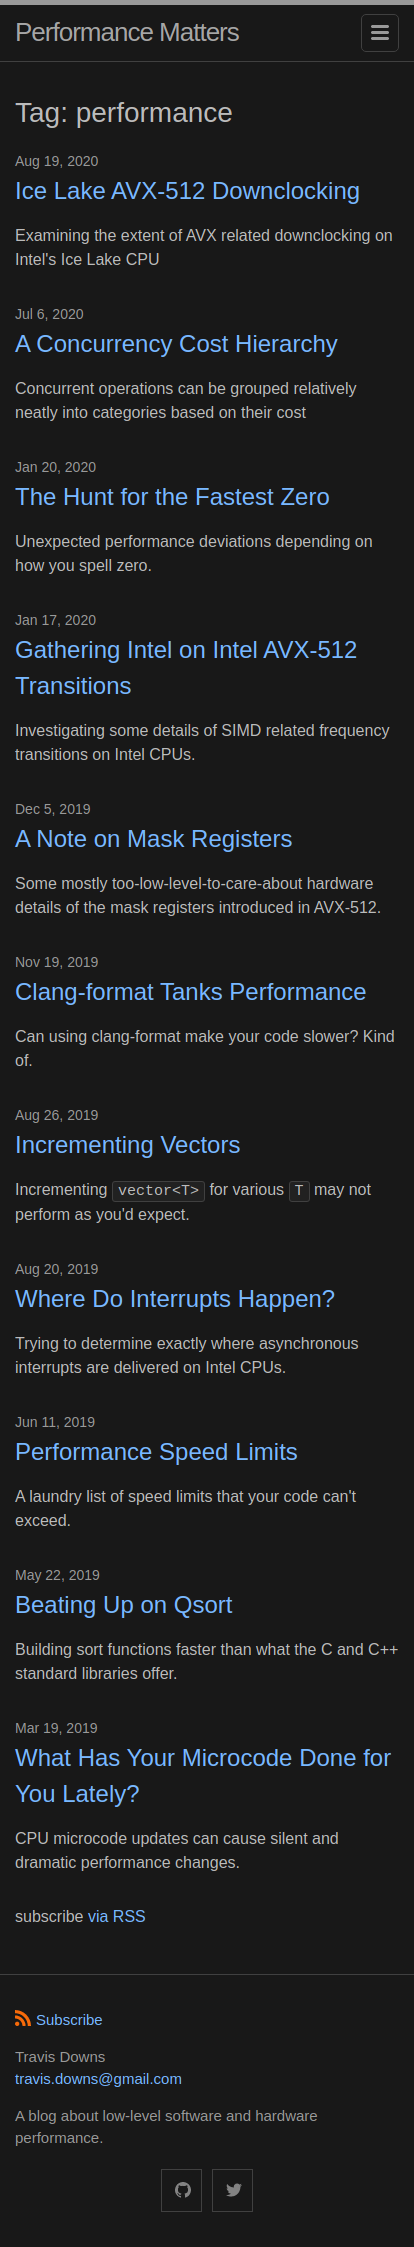 Performance Matters
Tag: performance
Aug 19, 2020
Ice Lake AVX-512 Downclocking
Examining the extent of AVX related downclocking on
Intel's Ice Lake CPU
Jul 6, 2020
A Concurrency Cost Hierarchy
Concurrent operations can be grouped relatively
neatly into categories based on their cost
Jan 20, 2020
The Hunt for the Fastest Zero
Unexpected performance deviations depending on
how you spell zero.
Jan 17, 2020
Gathering Intel on Intel AVX-512
Transitions
Investigating some details of SIMD related frequency
transitions on Intel CPUs.
Dec 5, 2019
A Note on Mask Registers
Some mostly too-low-level-to-care-about hardware
details of the mask registers introduced in AVX-512.
Nov 19, 2019
Clang-format Tanks Performance
Can using clang-format make your code slower? Kind
of.
Aug 26, 2019
Incrementing Vectors
Incrementing vector<T> for various T may not
perform as you'd expect.
Aug 20, 2019
Where Do Interrupts Happen?
Trying to determine exactly where asynchronous
interrupts are delivered on Intel CPUs.
Jun 11, 2019
Performance Speed Limits
A laundry list of speed limits that your code can't
exceed.
May 22, 2019
Beating Up on Qsort
Building sort functions faster than what the C and C++
standard libraries offer.
Mar 19, 2019
What Has Your Microcode Done for
You Lately?
CPU microcode updates can cause silent and
dramatic performance changes.
subscribe via RSS
Subscribe
Travis Downs
travis.downs@gmail.com
A blog about low-level software and hardware
performance.